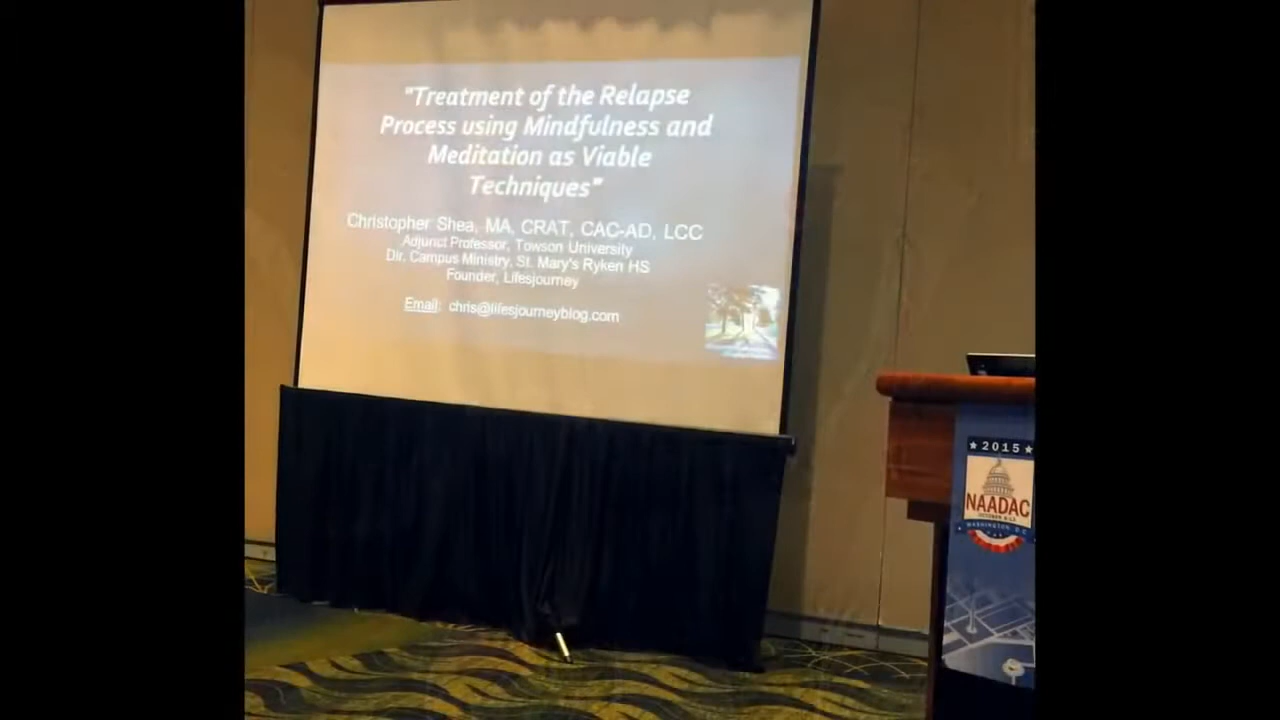 "Treatment of the Relapse
Process using Mindfulness and
Meditation as Viable
Techniques"
Christopher Shea, MA, CRAT, CAC-AD, LCC
Adjunct Professor, Towson University
Dir. Campus Ministry, St. Mary's Ryken HS
Founder, Lifesjourney
Email: chris@lifesjourneyblog.com
2015
NAADAC
WASHINGTON, D.C.